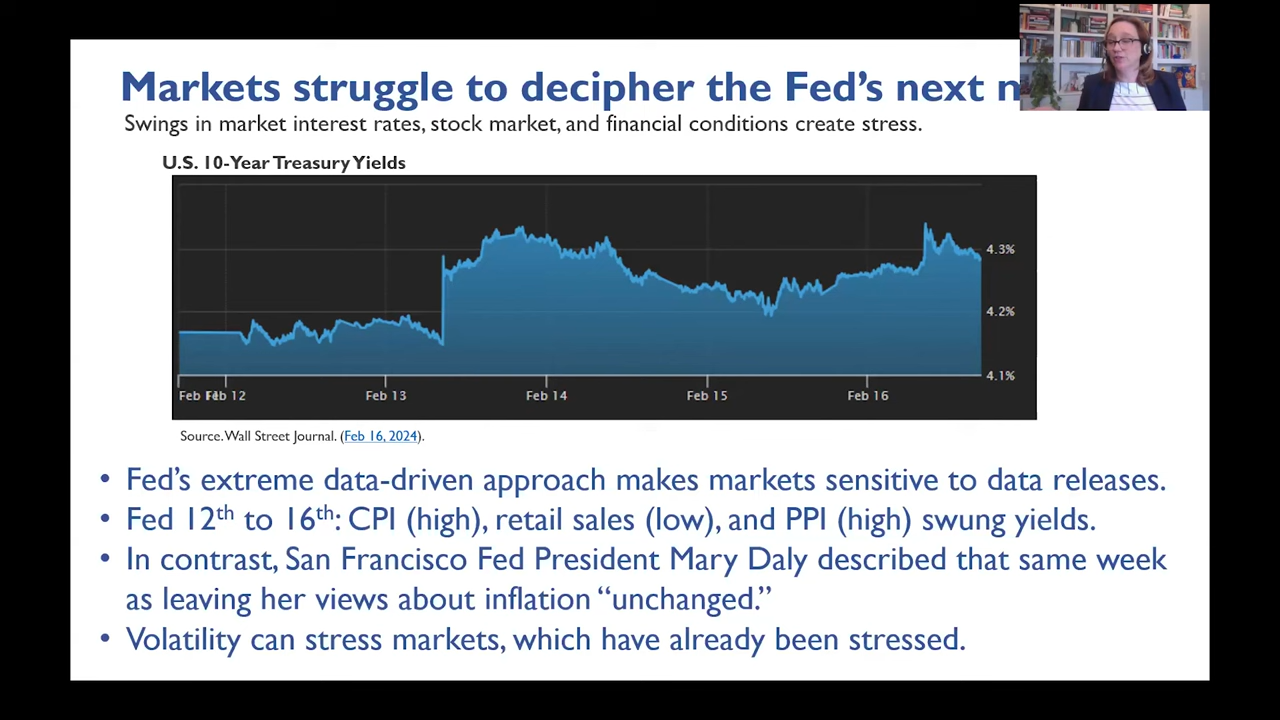 Markets struggle to decipher the Fed's next
Swings in market interest rates, stock market, and financial conditions create stress.
U.S. 10-Year Treasury Yields
4.3%
4.2%
4.1%
Feb 11 Feb 12 Feb 13 Feb 14 Feb 15 Feb 16
Source. Wall Street Journal. (Feb 16, 2024).
• Fed's extreme data-driven approach makes markets sensitive to data releases.
• Fed 12th to 16th: CPI (high), retail sales (low), and PPI (high) swung yields.
• In contrast, San Francisco Fed President Mary Daly described that same week
as leaving her views about inflation “unchanged.”
• Volatility can stress markets, which have already been stressed.